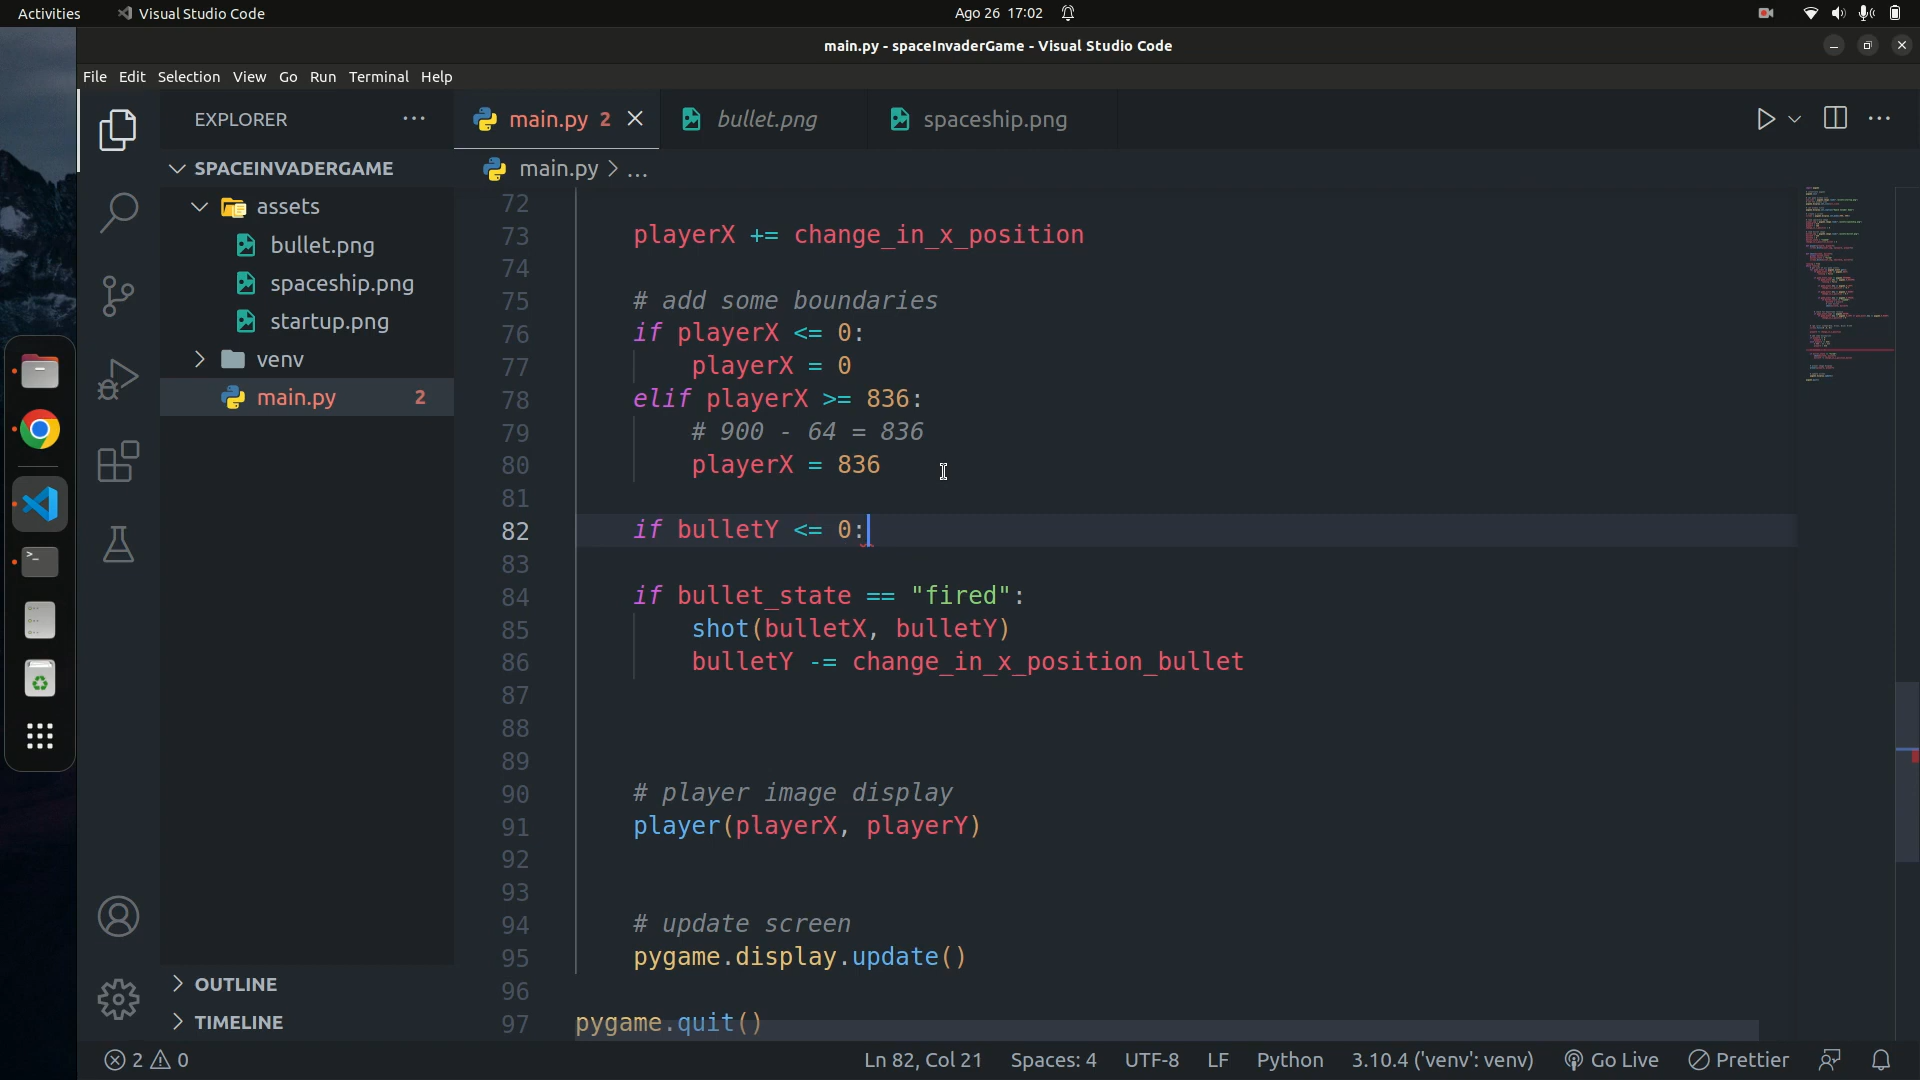 Activities
Visual Studio Code
Ago 26 17:02
main.py - spaceInvaderGame - Visual Studio Code
File Edit Selection View Go Run Terminal Help
EXPLORER
main.py 2
bullet.png
spaceship.png
SPACEINVADERGAME
main.py > ...
assets
bullet.png
spaceship.png
startup.png
venv
main.py 2
OUTLINE
TIMELINE
72
73 playerX += change_in_x_position
74
75 # add some boundaries
76 if playerX <= 0:
77 playerX = 0
78 elif playerX >= 836:
79 # 900 - 64 = 836
80 playerX = 836
81
82 if bulletY <= 0:
83
84 if bullet_state == "fired":
85 shot(bulletX, bulletY)
86 bulletY -= change_in_x_position_bullet
87
88
89
90 # player image display
91 player(playerX, playerY)
92
93
94 # update screen
95 pygame.display.update()
96
97 pygame.quit()
2 0
Ln 82, Col 21 Spaces: 4 UTF-8 LF Python 3.10.4 ('venv': venv) Go Live Prettier